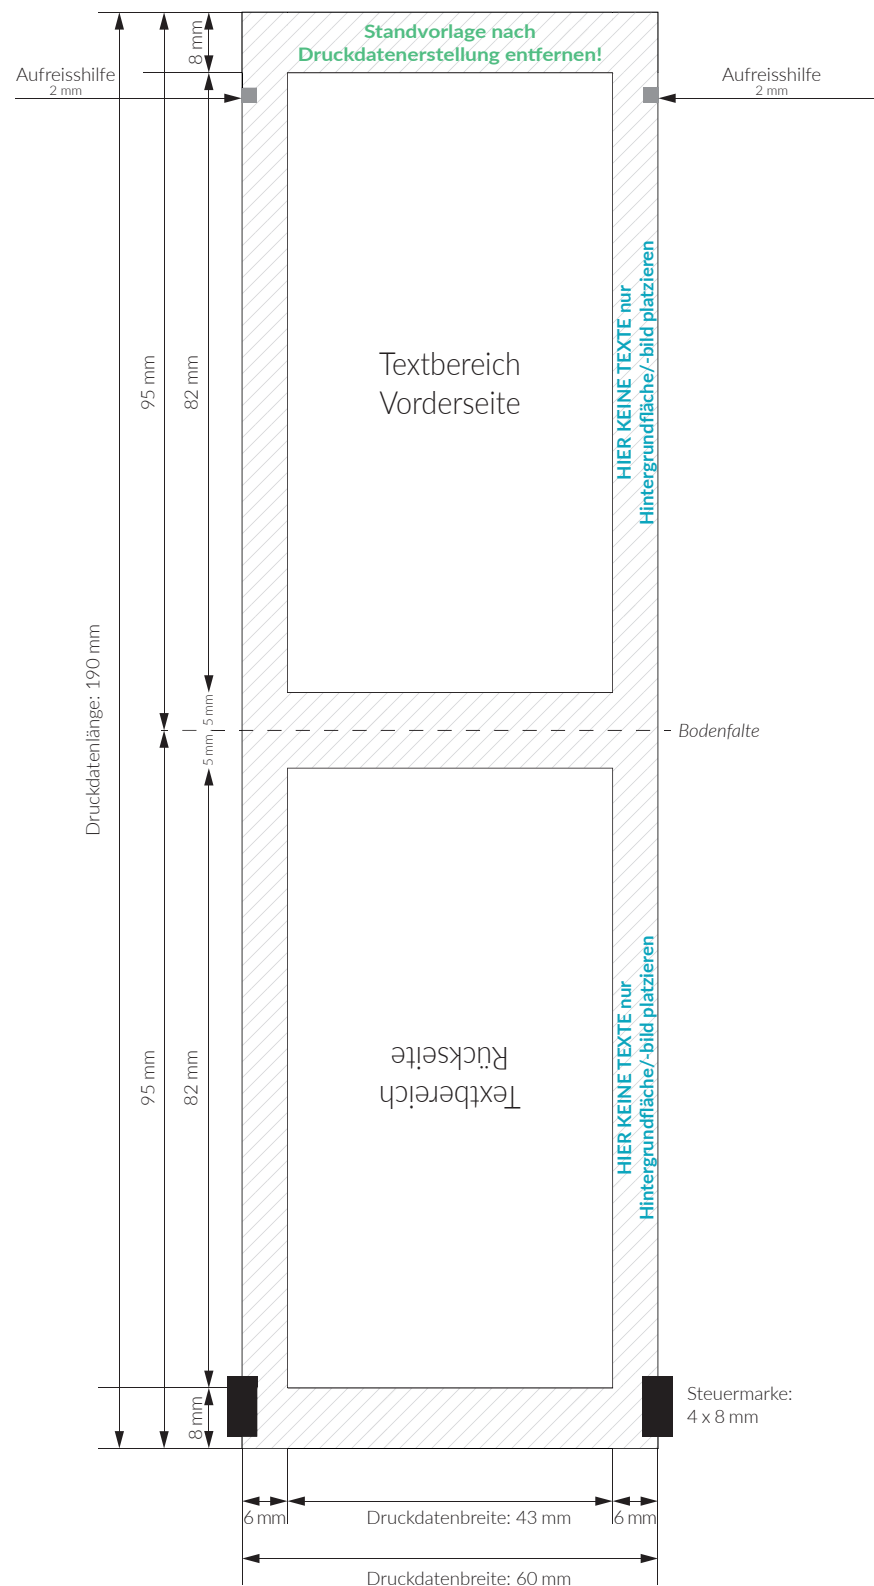 Standvorlage nach
Druckdatenerstellung entfernen!
8 mm
Aufreisshilfe
2 mm
Aufreisshilfe
2 mm
95 mm
82 mm
Textbereich
Vorderseite
HIER KEINE TEXTE nur
Hintergrundfläche/-bild platzieren
Druckdatenlänge: 190 mm
5 mm
5 mm
Bodenfalte
95 mm
82 mm
Textbereich
Rückseite
HIER KEINE TEXTE nur
Hintergrundfläche/-bild platzieren
8 mm
Steuermarke:
4 x 8 mm
6 mm
Druckdatenbreite: 43 mm
6 mm
Druckdatenbreite: 60 mm